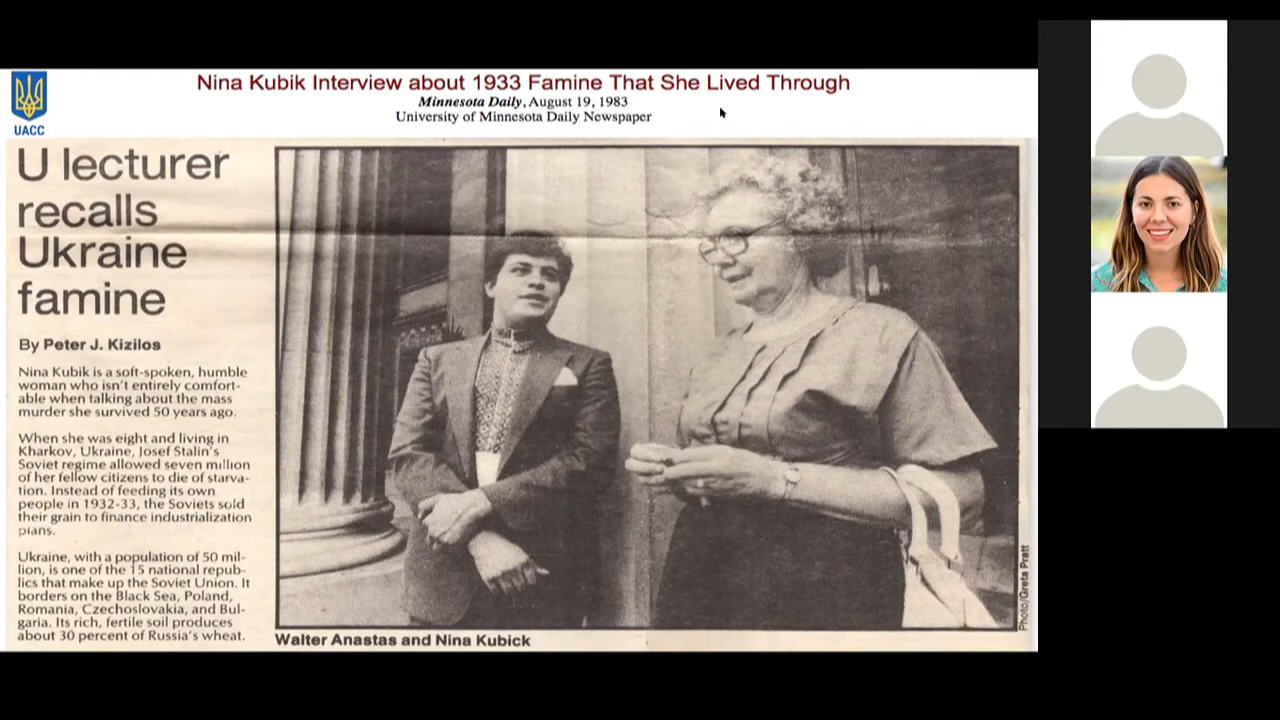 Nina Kubik Interview about 1933 Famine That She Lived Through
Minnesota Daily, August 19, 1983
University of Minnesota Daily Newspaper
UACC
U lecturer
recalls
Ukraine
famine
By Peter J. Kizilos
Nina Kubik is a soft-spoken, humble
woman who isn't entirely comfort-
able when talking about the mass
murder she survived 50 years ago.
When she was eight and living in
Kharkov, Ukraine, Josef Stalin's
Soviet regime allowed seven million
of her fellow citizens to die of starva-
tion. Instead of feeding its own
people in 1932-33, the Soviets sold
their grain to finance industrialization
plans.
Ukraine, with a population of 50 mil-
lion, is one of the 15 national repub-
lics that make up the Soviet Union. It
borders on the Black Sea, Poland,
Romania, Czechoslovakia, and Bul-
garia. Its rich, fertile soil produces
about 30 percent of Russia's wheat.
Photo/Greta Pratt
Walter Anastas and Nina Kubick